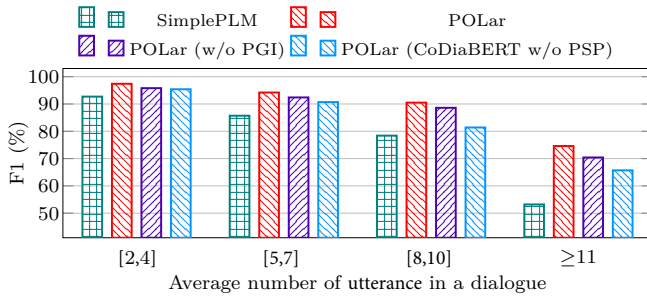 SimplePLM POLar
POLar (w/o PGI) POLar (CoDiaBERT w/o PSP)
100
90
80
70
60
50
F1 (%)
[2,4] [5,7] [8,10] ≥11
Average number of utterance in a dialogue